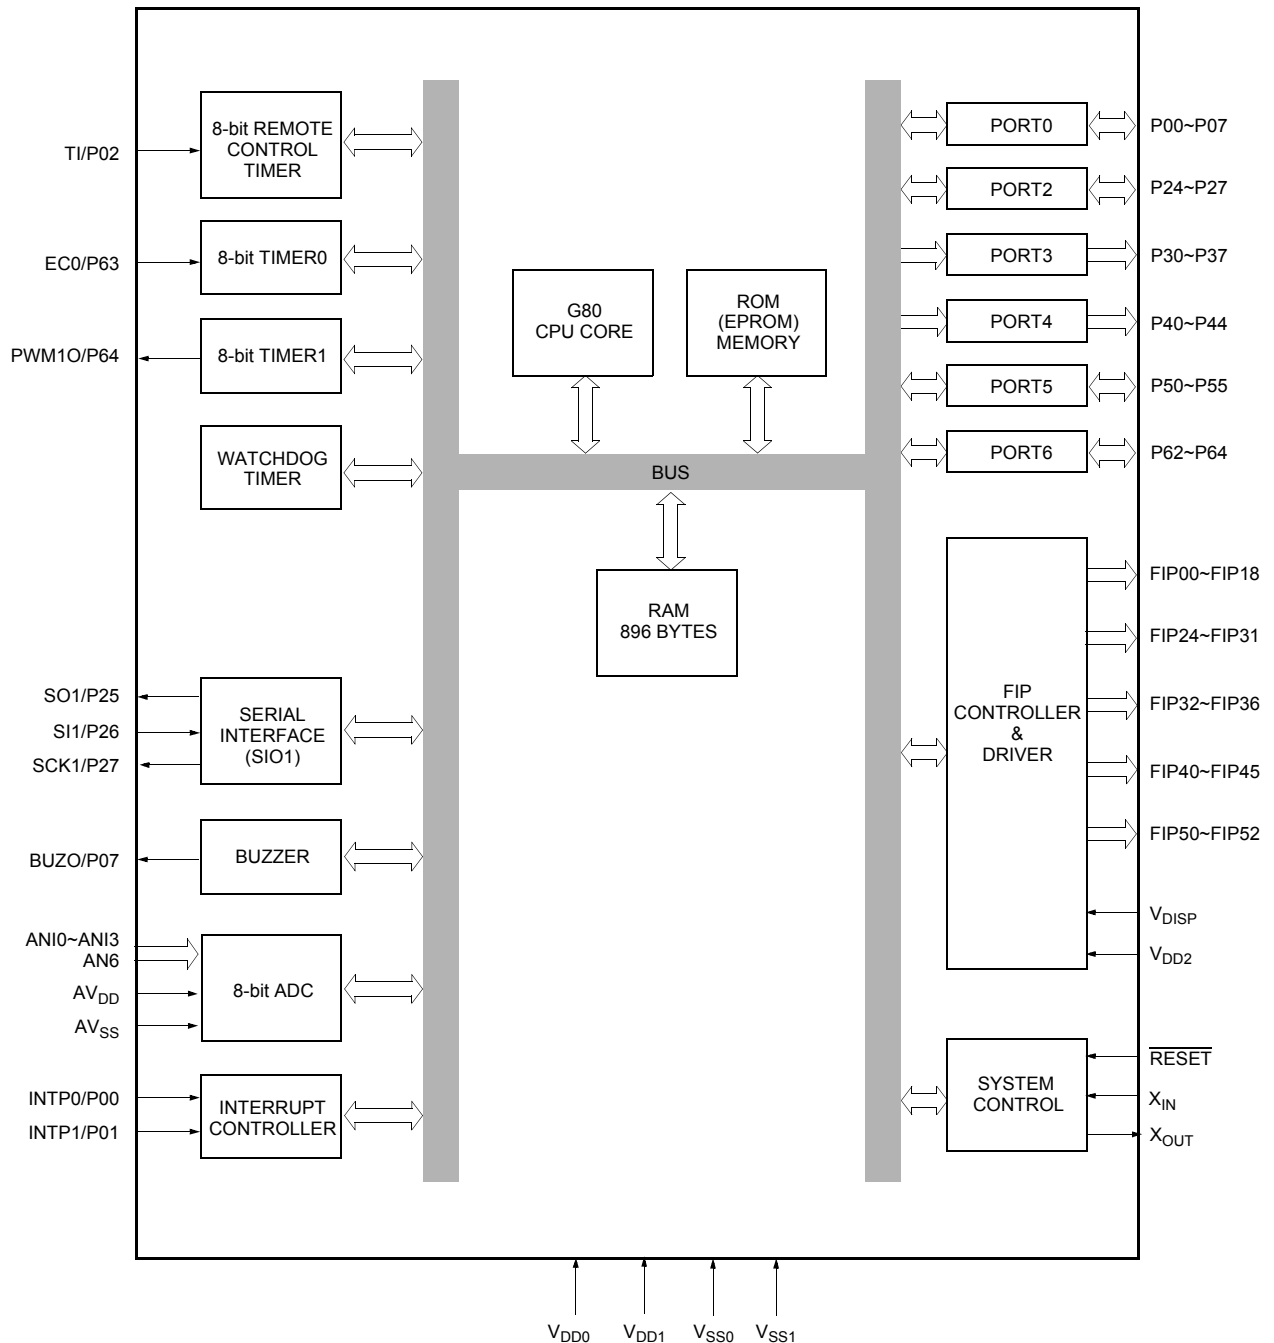 TI/P02
8-bit REMOTE
CONTROL
TIMER
EC0/P63
8-bit TIMER0
PWM1O/P64
8-bit TIMER1
WATCHDOG
TIMER
SO1/P25
SI1/P26
SCK1/P27
SERIAL
INTERFACE
(SIO1)
BUZO/P07
BUZZER
ANI0~ANI3
AN6
AVDD
AVSS
8-bit ADC
INTP0/P00
INTP1/P01
INTERRUPT
CONTROLLER
G80
CPU CORE
ROM
(EPROM)
MEMORY
BUS
RAM
896 BYTES
PORT0
P00~P07
PORT2
P24~P27
PORT3
P30~P37
PORT4
P40~P44
PORT5
P50~P55
PORT6
P62~P64
FIP
CONTROLLER
&
DRIVER
FIP00~FIP18
FIP24~FIP31
FIP32~FIP36
FIP40~FIP45
FIP50~FIP52
VDISP
VDD2
SYSTEM
CONTROL
RESET
XIN
XOUT
VDD0
VDD1
VSS0
VSS1